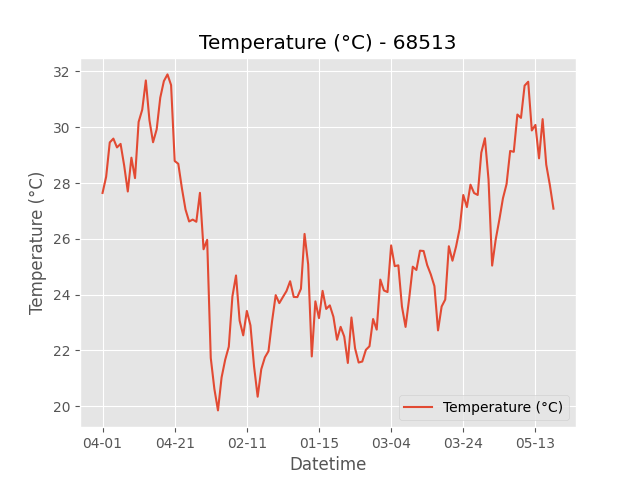 Temperature (°C) - 68513
32
30
28
26
24
22
20
Temperature (°C)
Temperature (°C)
04-01 04-21 02-11 01-15 03-04 03-24 05-13
Datetime